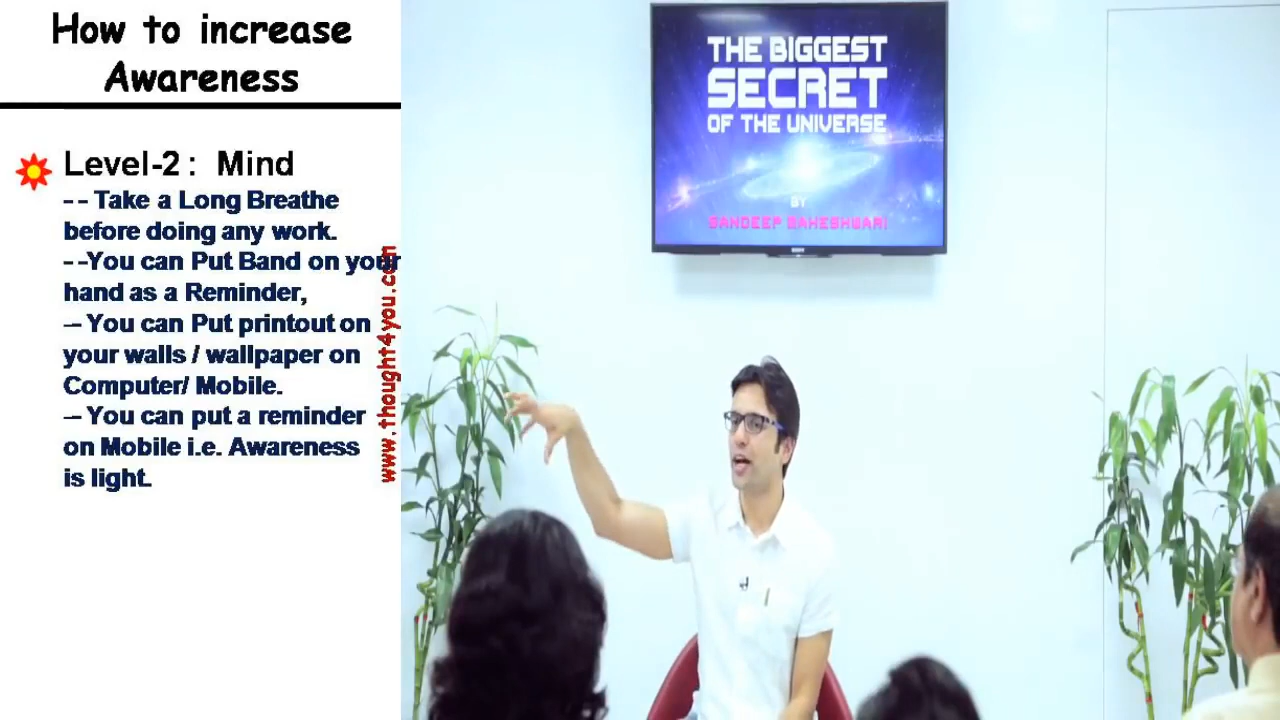 How to increase
Awareness
Level-2 : Mind
- - Take a Long Breathe
before doing any work.
- -You can Put Band on your
hand as a Reminder,
-- You can Put printout on
your walls / wallpaper on
Computer/ Mobile.
-- You can put a reminder
on Mobile i.e. Awareness
is light.
www.thought4you.com
THE BIGGEST
SECRET
OF THE UNIVERSE
BY
SANDEEP MAHESHWARI
SONY